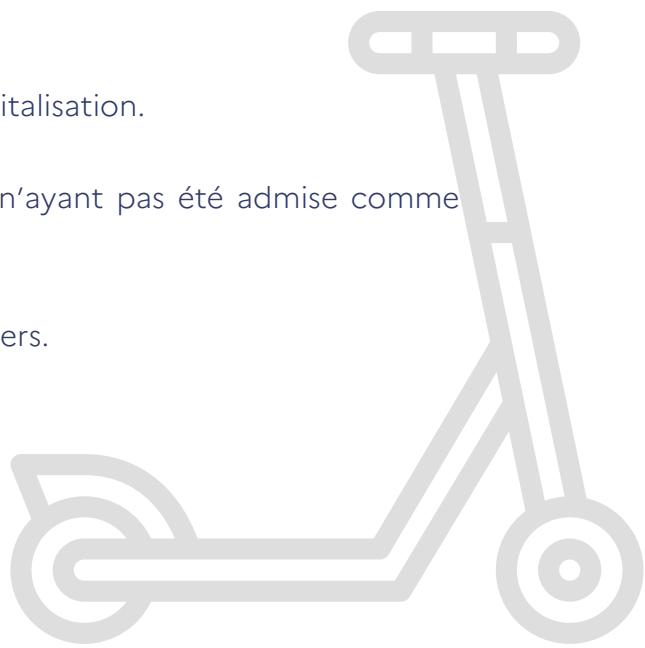 italisation.
n'ayant pas été admise comme
ers.